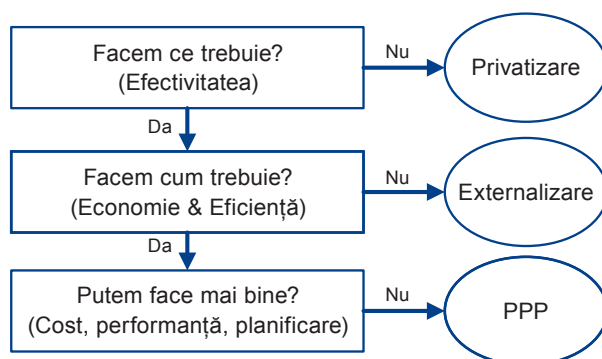 Facem ce trebuie?
(Efectivitatea)
Nu
Privatizare
Da
Facem cum trebuie?
(Economie & Eficiență)
Nu
Externalizare
Da
Putem face mai bine?
(Cost, performanță, planificare)
Nu
PPP